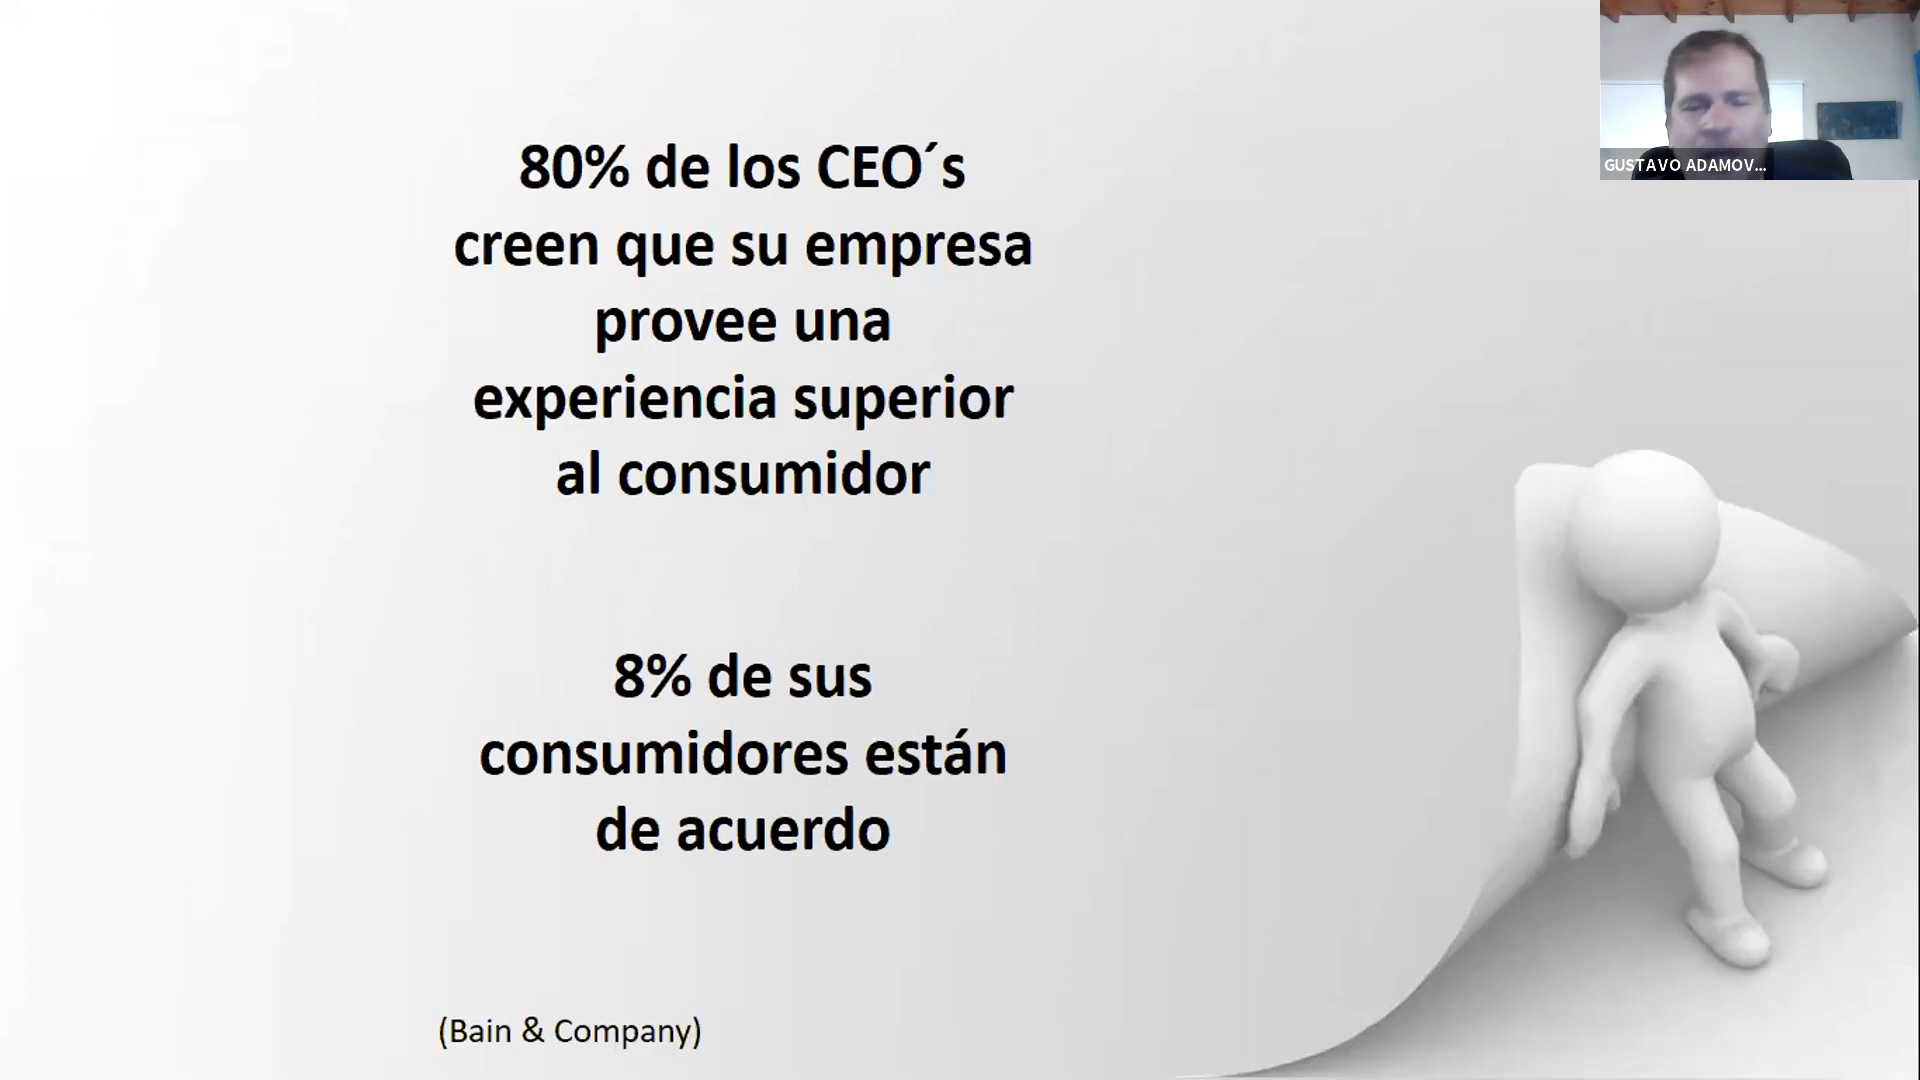 80% de los CEO´s
creen que su empresa
provee una
experiencia superior
al consumidor
8% de sus
consumidores están
de acuerdo
(Bain & Company)
GUSTAVO ADAMOV...